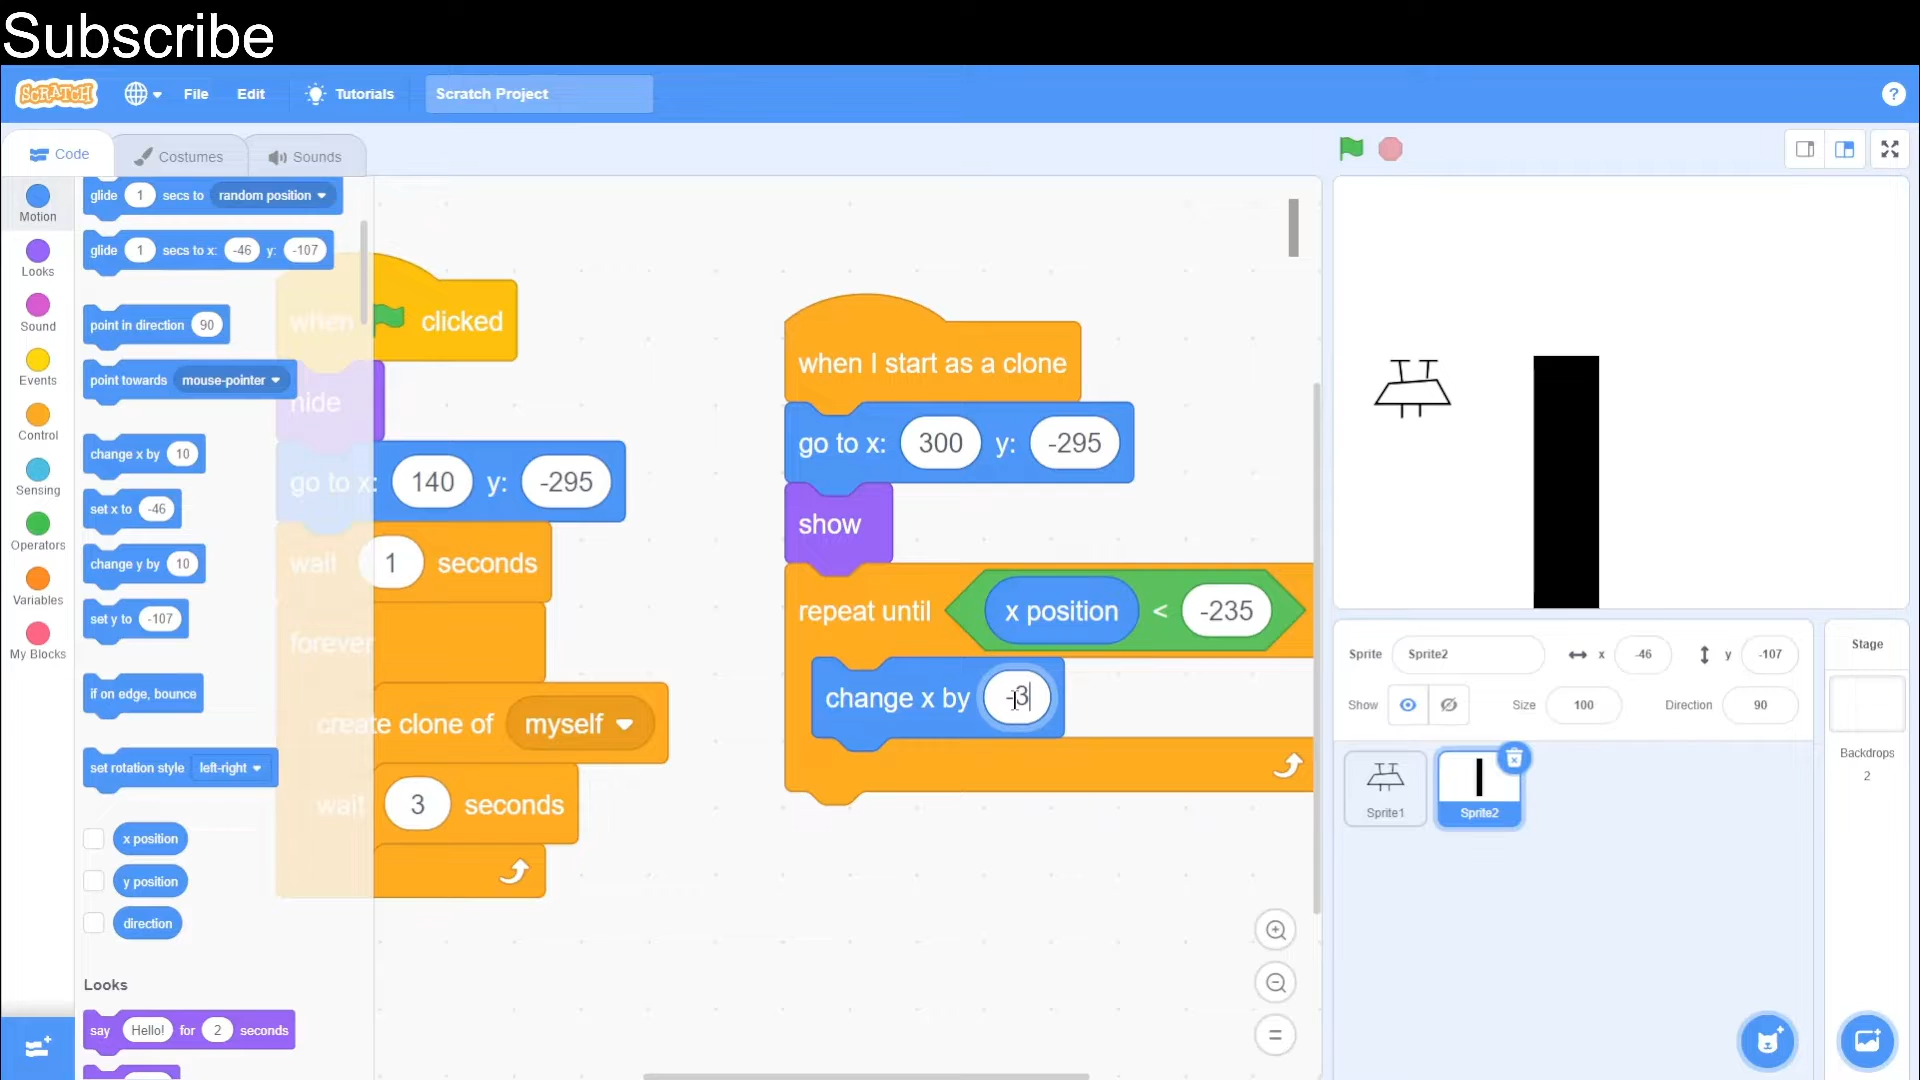 Subscribe
SCRATCH
File
Edit
Tutorials
Scratch Project
?
Code
Costumes
Sounds
Motion
Looks
Sound
Events
Control
Sensing
Operators
Variables
My Blocks
glide 1 secs to random position
glide 1 secs to x: -46 y: -107
point in direction 90
point towards mouse-pointer
change x by 10
set x to -46
change y by 10
set y to -107
if on edge, bounce
set rotation style left-right
x position
y position
direction
Looks
say Hello! for 2 seconds
when clicked
hide
go to x: 140 y: -295
wait 1 seconds
forever
create clone of myself
wait 3 seconds
when I start as a clone
go to x: 300 y: -295
show
repeat until x position < -235
change x by -3
Sprite Sprite2 x -46 y -107
Show Size 100 Direction 90
Sprite1
Sprite2
Stage
Backdrops
2